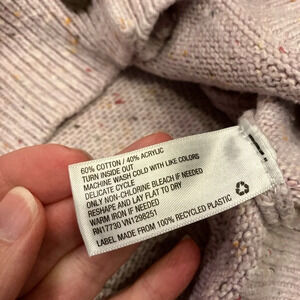 60% COTTON / 40% ACRYLIC
TURN INSIDE OUT
MACHINE WASH COLD WITH LIKE COLORS
DELICATE CYCLE
ONLY NON-CHLORINE BLEACH IF NEEDED
RESHAPE AND LAY FLAT TO DRY
WARM IRON IF NEEDED
RN17730 VN1298251
LABEL MADE FROM 100% RECYCLED PLASTIC